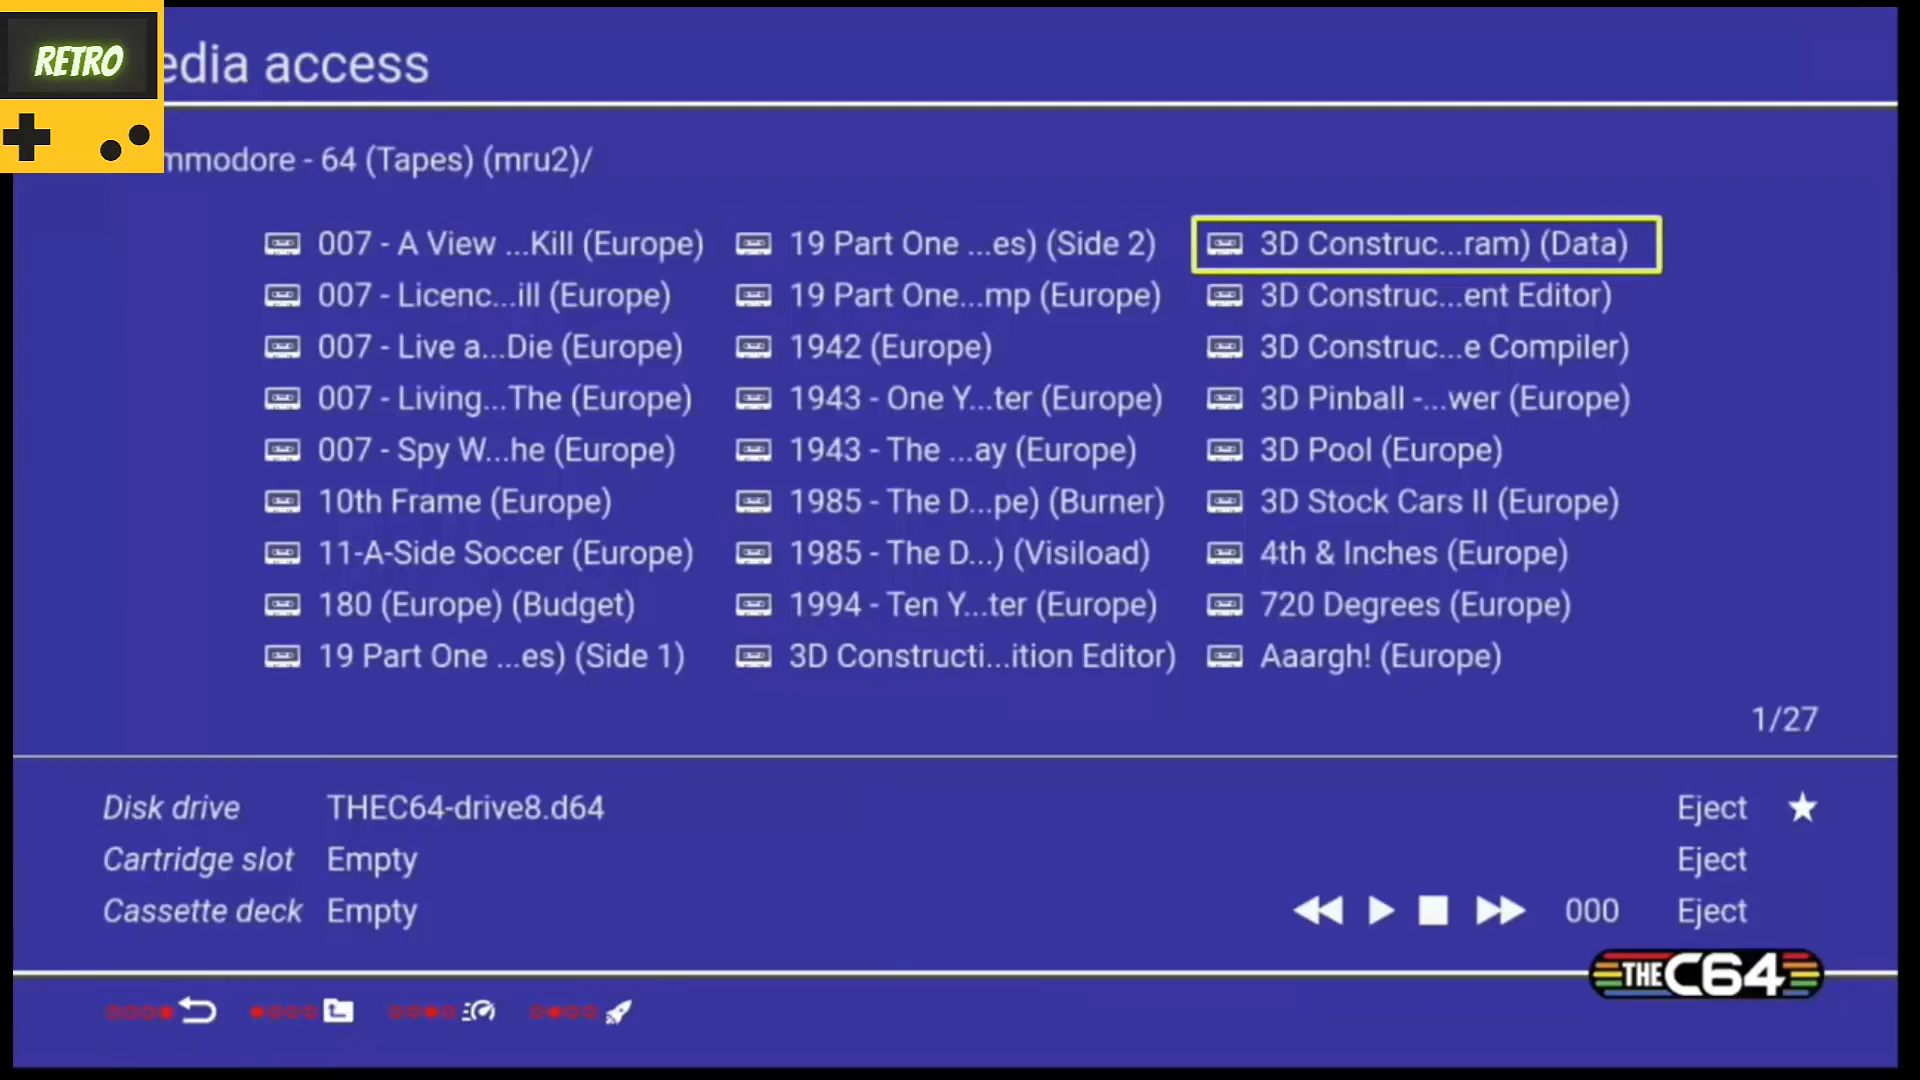 RETRO
edia access
mmodore - 64 (Tapes) (mru2)/
007 - A View ...Kill (Europe)
007 - Licenc...ill (Europe)
007 - Live a...Die (Europe)
007 - Living...The (Europe)
007 - Spy W...he (Europe)
10th Frame (Europe)
11-A-Side Soccer (Europe)
180 (Europe) (Budget)
19 Part One ...es) (Side 1)
19 Part One ...es) (Side 2)
19 Part One...mp (Europe)
1942 (Europe)
1943 - One Y...ter (Europe)
1943 - The ...ay (Europe)
1985 - The D...pe) (Burner)
1985 - The D...) (Visiload)
1994 - Ten Y...ter (Europe)
3D Constructi...ition Editor)
3D Construc...ram) (Data)
3D Construc...ent Editor)
3D Construc...e Compiler)
3D Pinball -...wer (Europe)
3D Pool (Europe)
3D Stock Cars II (Europe)
4th & Inches (Europe)
720 Degrees (Europe)
Aaargh! (Europe)
1/27
Disk drive THEC64-drive8.d64 Eject
Cartridge slot Empty Eject
Cassette deck Empty 000 Eject
THEC64